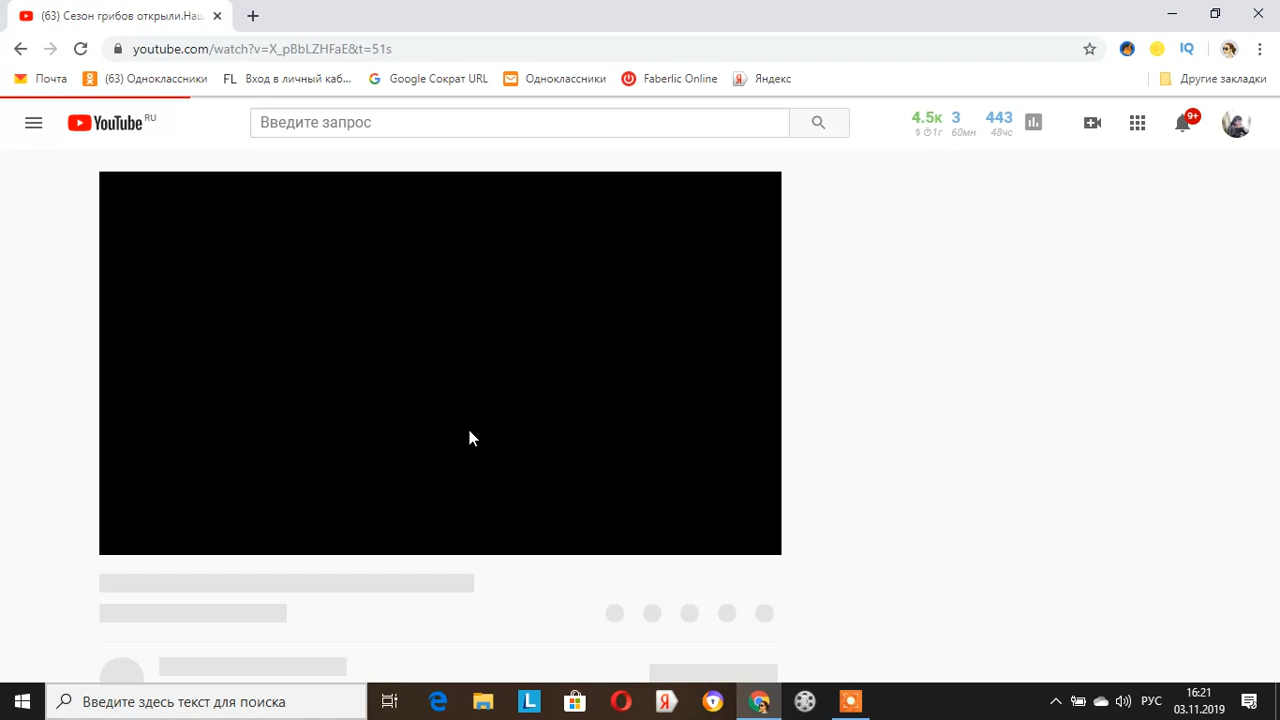 (63) Сезон грибов открыли.Наш
youtube.com/watch?v=X_pBbLZHFaE&t=51s
IQ
Почта
(63) Одноклассники
FL Вход в личный каб...
Google Сократ URL
Одноклассники
Faberlic Online
Яндекс
Другие закладки
YouTube RU
Введите запрос
4.5к 3 443
$ 1г 60мн 48чс
9+
Введите здесь текст для поиска
L
Я
РУС
16:21
03.11.2019